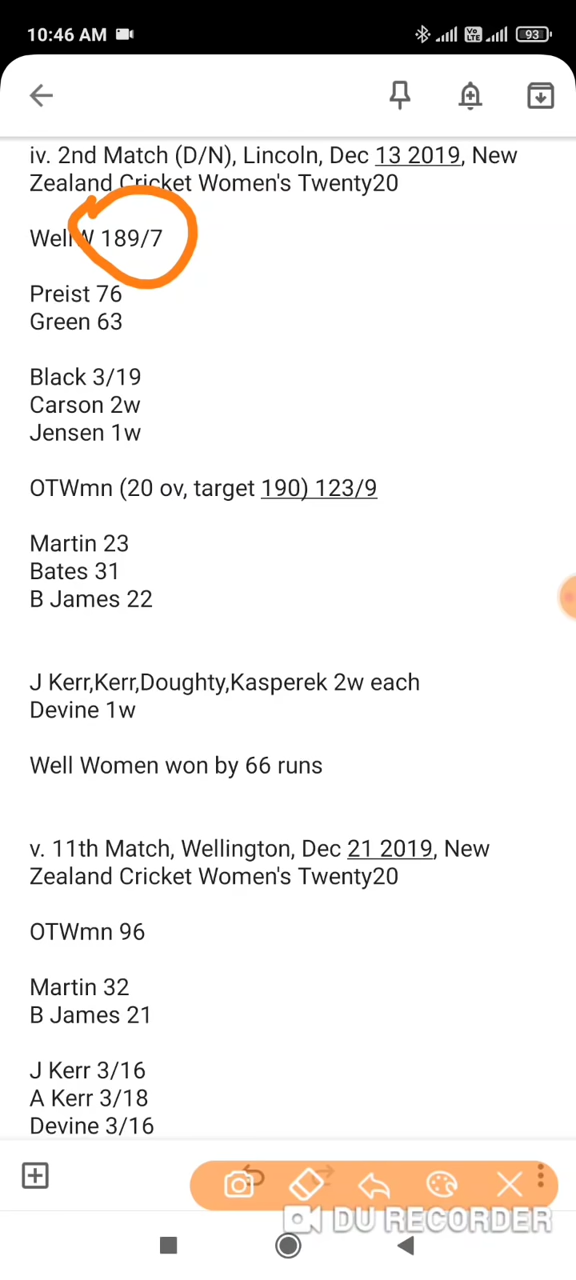 10:46 AM
Vo LTE
93
iv. 2nd Match (D/N), Lincoln, Dec 13 2019, New
Zealand Cricket Women's Twenty20
Well W 189/7
Preist 76
Green 63
Black 3/19
Carson 2w
Jensen 1w
OTWmn (20 ov, target 190) 123/9
Martin 23
Bates 31
B James 22
J Kerr,Kerr,Doughty,Kasperek 2w each
Devine 1w
Well Women won by 66 runs
v. 11th Match, Wellington, Dec 21 2019, New
Zealand Cricket Women's Twenty20
OTWmn 96
Martin 32
B James 21
J Kerr 3/16
A Kerr 3/18
Devine 3/16
DU RECORDER